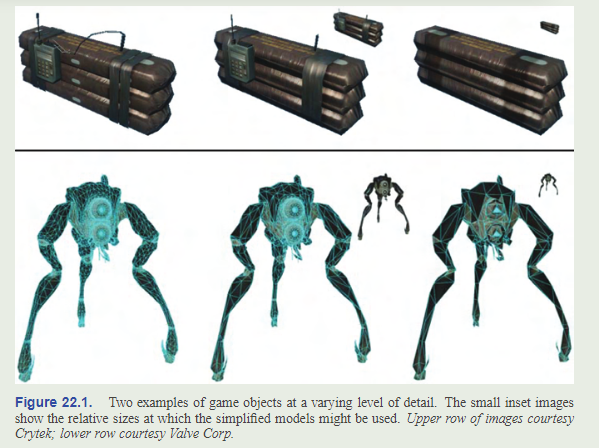 Figure 22.1. Two examples of game objects at a varying level of detail. The small inset images
show the relative sizes at which the simplified models might be used. Upper row of images courtesy
Crytek; lower row courtesy Valve Corp.